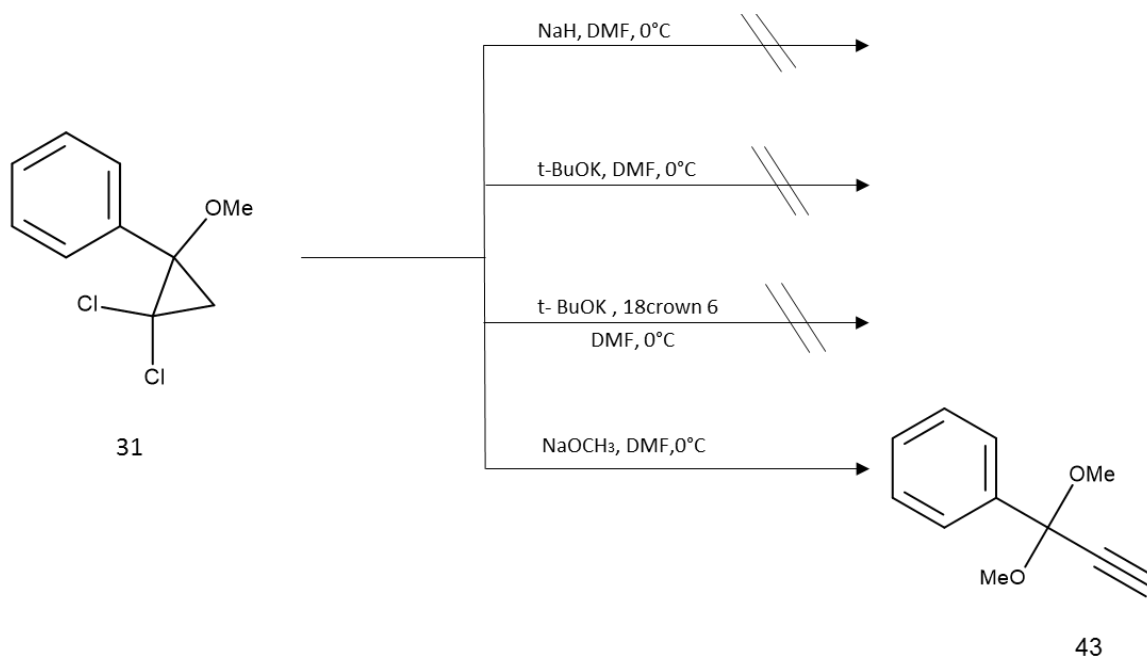 NaH, DMF, 0°C
t-BuOK, DMF, 0°C
OMe
Cl
Cl
t- BuOK , 18crown 6
DMF, 0°C
31
NaOCH₃, DMF,0°C
OMe
MeO
43